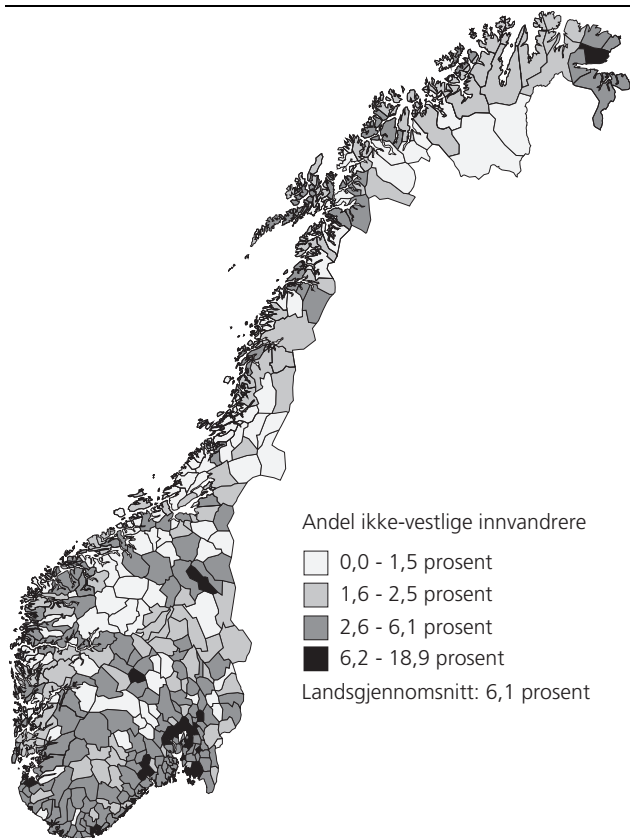 Andel ikke-vestlige innvandrere
0,0 - 1,5 prosent
1,6 - 2,5 prosent
2,6 - 6,1 prosent
6,2 - 18,9 prosent
Landsgjennomsnitt: 6,1 prosent